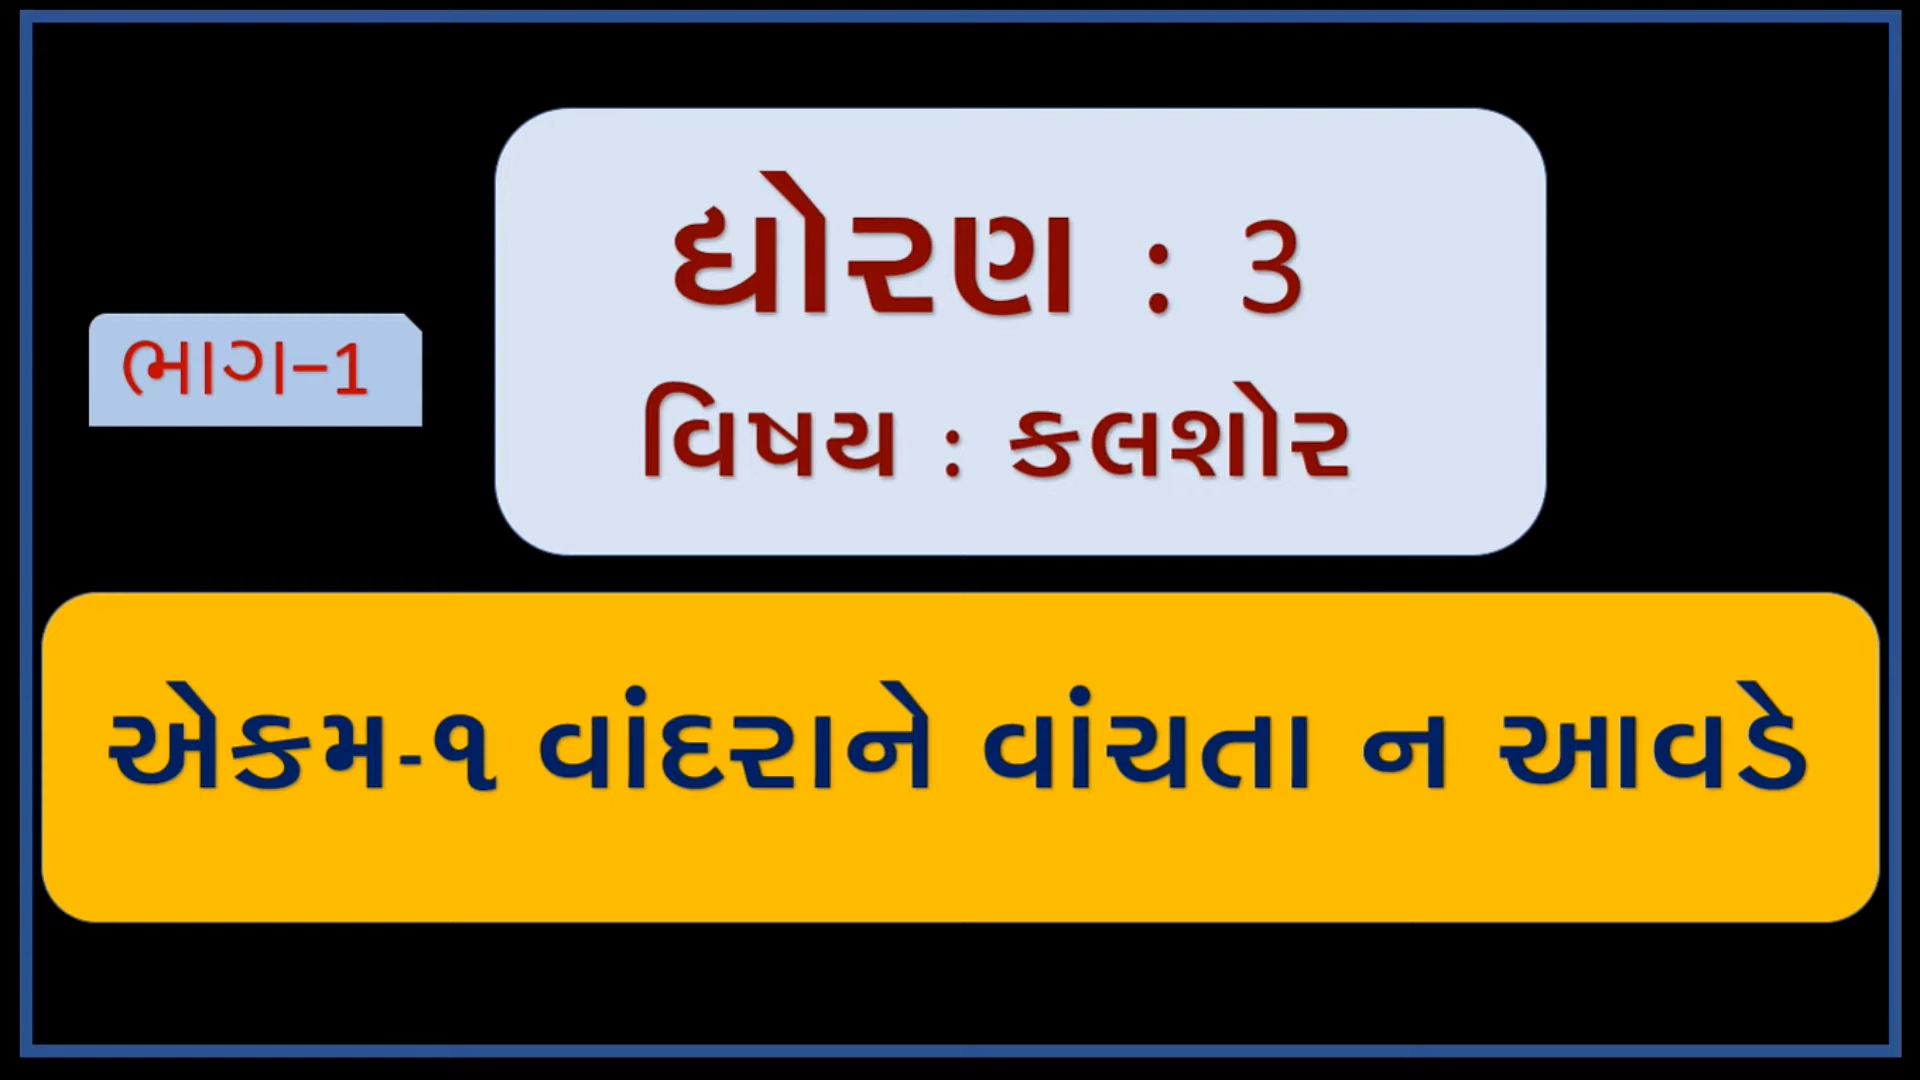 ધોરણ : 3
ભાગ–1
વિષય : કલશોર
એકમ-૧ વાંદરાને વાંચતા ન આવડે